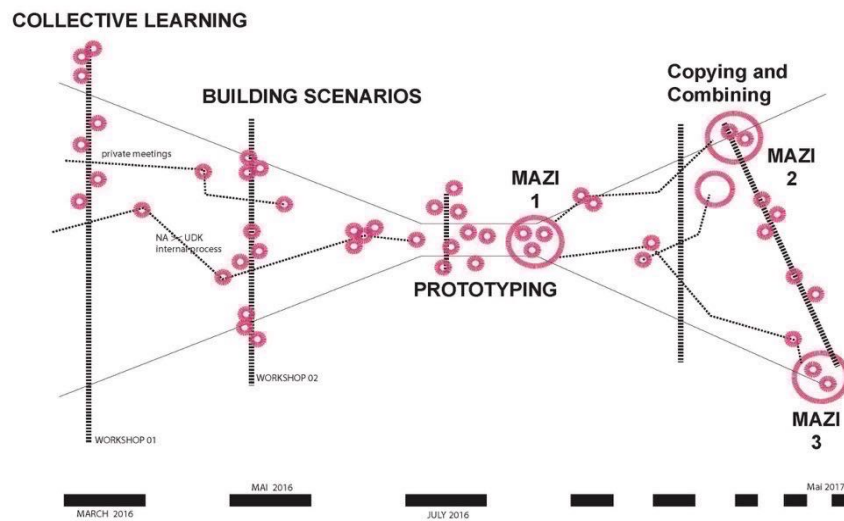 COLLECTIVE LEARNING
BUILDING SCENARIOS
Copying and
Combining
private meetings
MAZI
1
MAZI
2
NA >< UDK
internal process
PROTOTYPING
WORKSHOP 02
MAZI
3
WORKSHOP 01
MAI 2016
Mai 2017
MARCH 2016
JULY 2016